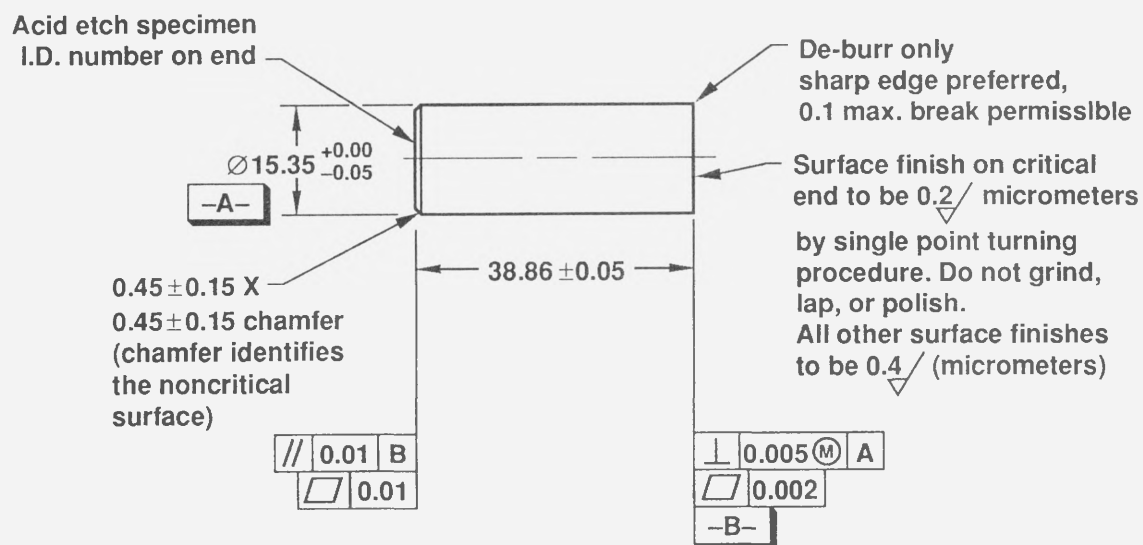 Acid etch specimen
I.D. number on end
De-burr only
sharp edge preferred,
0.1 max. break permissible
⌀15.35 +0.00
−0.05
–A–
Surface finish on critical
end to be 0.2 micrometers
by single point turning
procedure. Do not grind,
lap, or polish.
All other surface finishes
to be 0.4 (micrometers)
38.86 ±0.05
0.45±0.15 X
0.45±0.15 chamfer
(chamfer identifies
the noncritical
surface)
// 0.01 B
⏥ 0.01
⊥ 0.005 Ⓜ A
⏥ 0.002
–B–